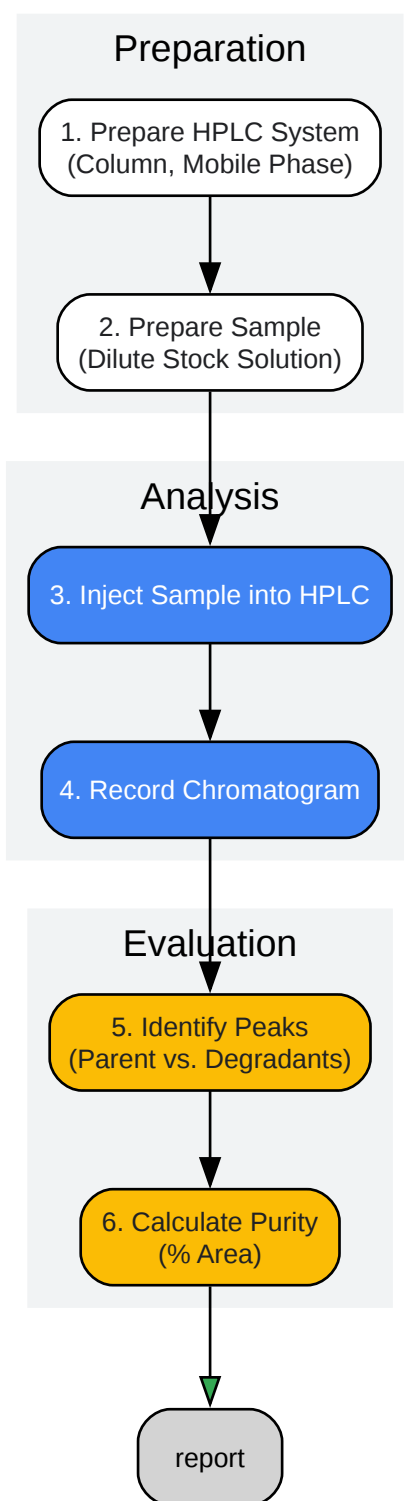 Preparation
1. Prepare HPLC System
(Column, Mobile Phase)
2. Prepare Sample
(Dilute Stock Solution)
Analysis
3. Inject Sample into HPLC
4. Record Chromatogram
Evaluation
5. Identify Peaks
(Parent vs. Degradants)
6. Calculate Purity
(% Area)
report